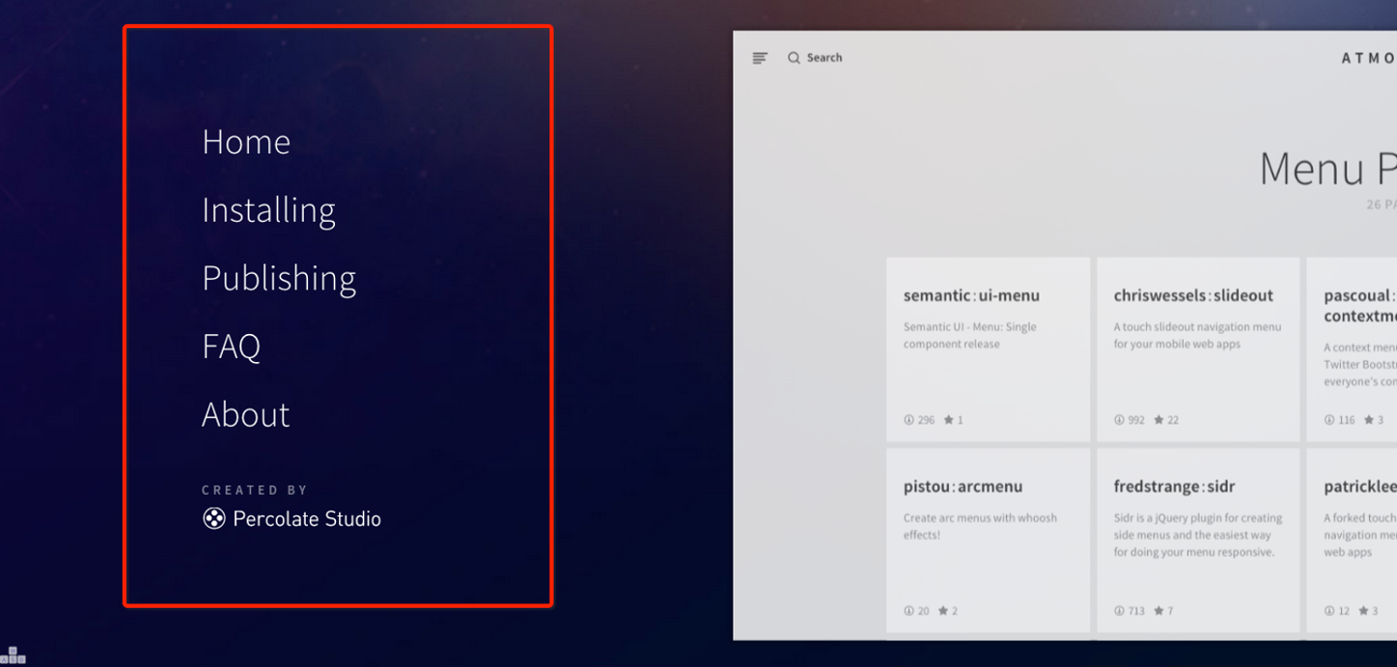 Home
Installing
Publishing
FAQ
About
CREATED BY
Percolate Studio
Search
ATMO
Menu P
26 PA
semantic:ui-menu
Semantic UI - Menu: Single
component release
296 1
chriswessels:slideout
A touch slideout navigation menu
for your mobile web apps
992 22
pascoual:
contextme
A context men
Twitter Bootst
everyone's con
116 3
pistou:arcmenu
Create arc menus with whoosh
effects!
20 2
fredstrange:sidr
Sidr is a jQuery plugin for creating
side menus and the easiest way
for doing your menu responsive.
713 7
patricklee
A forked touch
navigation me
web apps
12 3